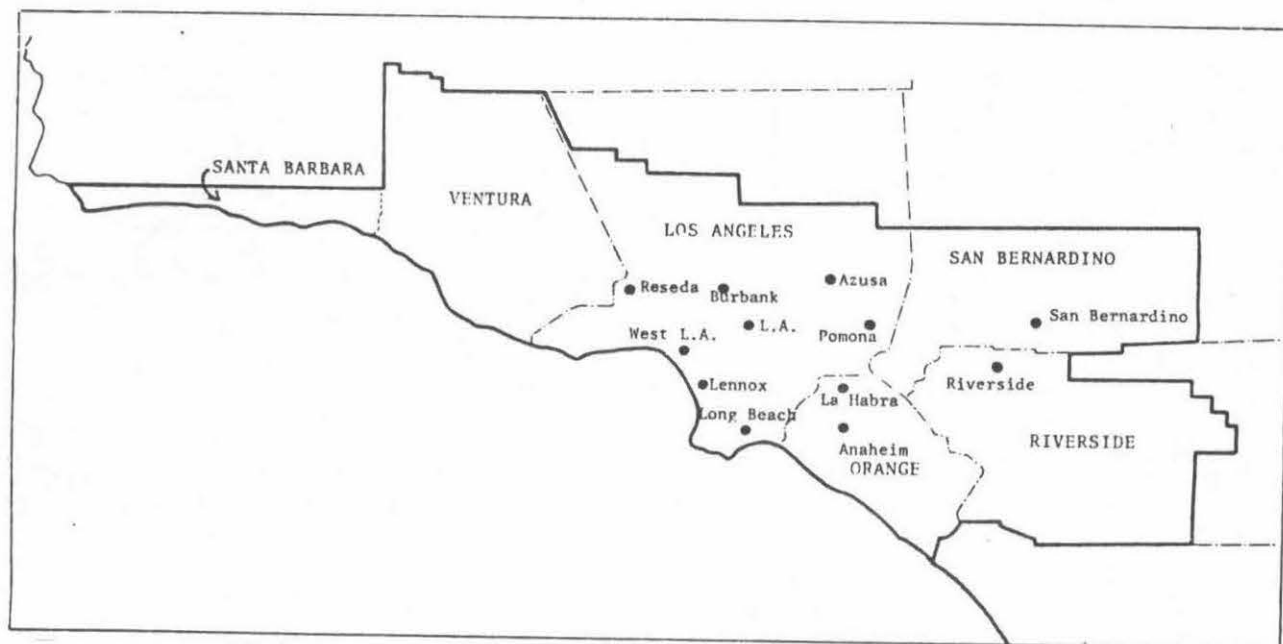 SANTA BARBARA
VENTURA
LOS ANGELES
SAN BERNARDINO
Reseda
Burbank
Azusa
West L.A.
L.A.
Pomona
San Bernardino
Lennox
La Habra
Riverside
Long Beach
Anaheim
ORANGE
RIVERSIDE